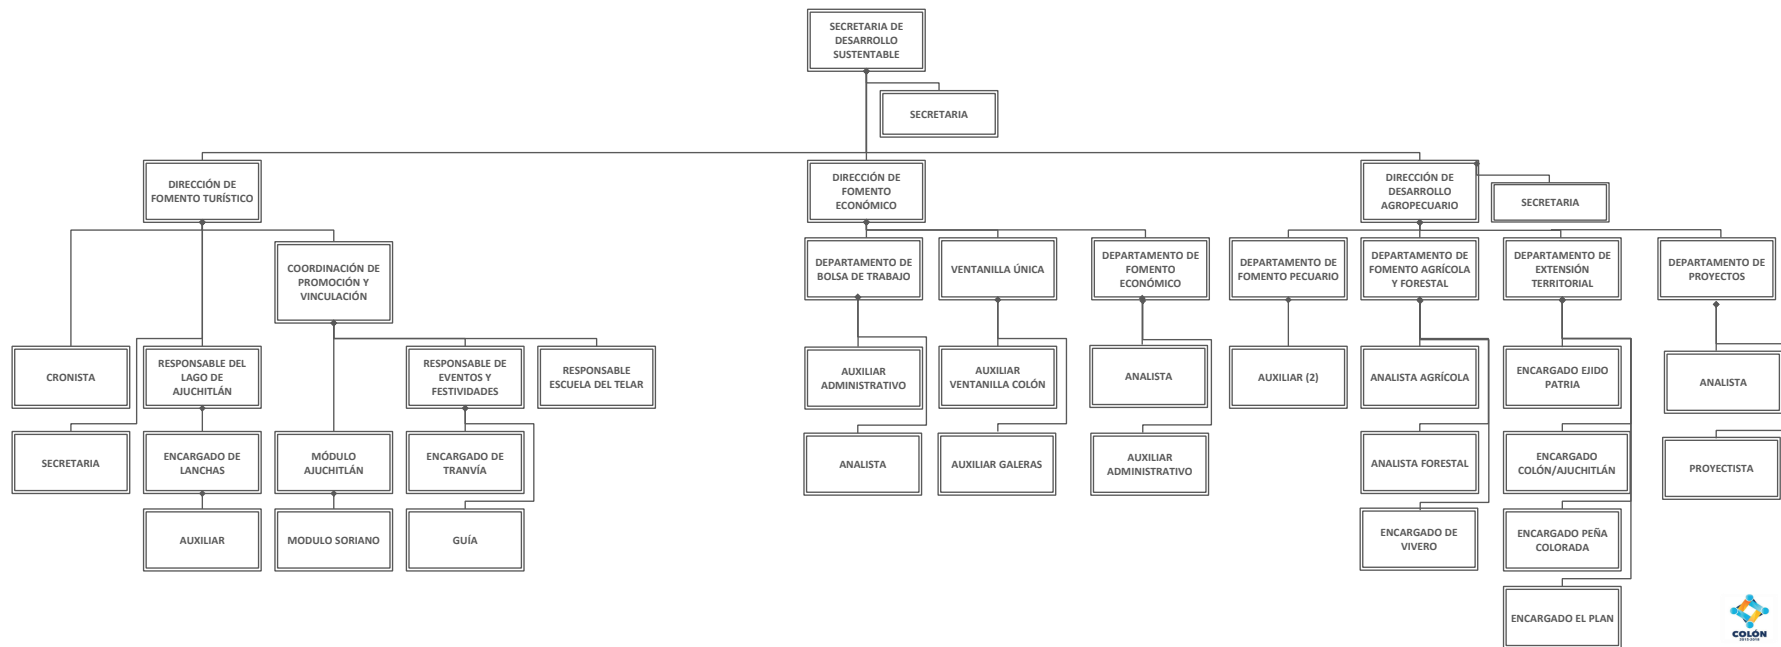 SECRETARIA DE
DESARROLLO
SUSTENTABLE
SECRETARIA
DIRECCIÓN DE
FOMENTO TURÍSTICO
DIRECCIÓN DE
FOMENTO
ECONÓMICO
DIRECCIÓN DE
DESARROLLO
AGROPECUARIO
SECRETARIA
COORDINACIÓN DE
PROMOCIÓN Y
VINCULACIÓN
DEPARTAMENTO DE
BOLSA DE TRABAJO
VENTANILLA ÚNICA
DEPARTAMENTO DE
FOMENTO
ECONÓMICO
DEPARTAMENTO DE
FOMENTO PECUARIO
DEPARTAMENTO DE
FOMENTO AGRÍCOLA
Y FORESTAL
DEPARTAMENTO DE
EXTENSIÓN
TERRITORIAL
DEPARTAMENTO DE
PROYECTOS
CRONISTA
RESPONSABLE DEL
LAGO DE
AJUCHITLÁN
RESPONSABLE DE
EVENTOS Y
FESTIVIDADES
RESPONSABLE
ESCUELA DEL TELAR
AUXILIAR
ADMINISTRATIVO
AUXILIAR
VENTANILLA COLÓN
ANALISTA
AUXILIAR (2)
ANALISTA AGRÍCOLA
ENCARGADO EJIDO
PATRIA
ANALISTA
SECRETARIA
ENCARGADO DE
LANCHAS
MÓDULO
AJUCHITLÁN
ENCARGADO DE
TRANVÍA
ANALISTA
AUXILIAR GALERAS
AUXILIAR
ADMINISTRATIVO
ANALISTA FORESTAL
ENCARGADO
COLÓN/AJUCHITLÁN
PROYECTISTA
AUXILIAR
MODULO SORIANO
GUÍA
ENCARGADO DE
VIVERO
ENCARGADO PEÑA
COLORADA
ENCARGADO EL PLAN
COLÓN